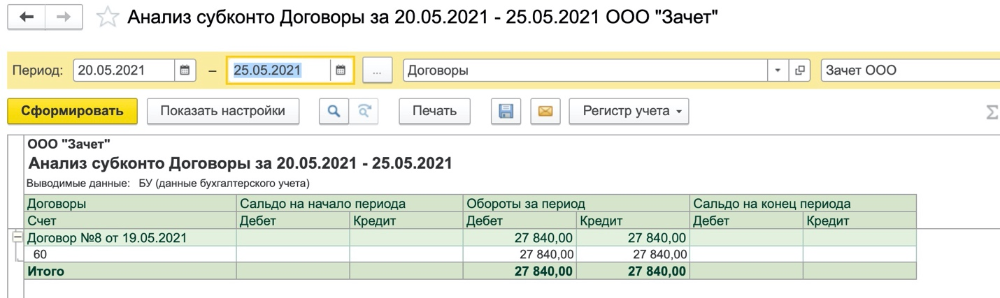 Анализ субконто Договоры за 20.05.2021 - 25.05.2021 ООО "Зачет"
Период: 20.05.2021 – 25.05.2021 ... Договоры Зачет ООО
Сформировать Показать настройки Печать Регистр учета Σ
ООО "Зачет"
Анализ субконто Договоры за 20.05.2021 - 25.05.2021
Выводимые данные: БУ (данные бухгалтерского учета)
Договоры Сальдо на начало периода Обороты за период Сальдо на конец периода
Счет Дебет Кредит Дебет Кредит Дебет Кредит
Договор №8 от 19.05.2021 27 840,00 27 840,00
60 27 840,00 27 840,00
Итого 27 840,00 27 840,00